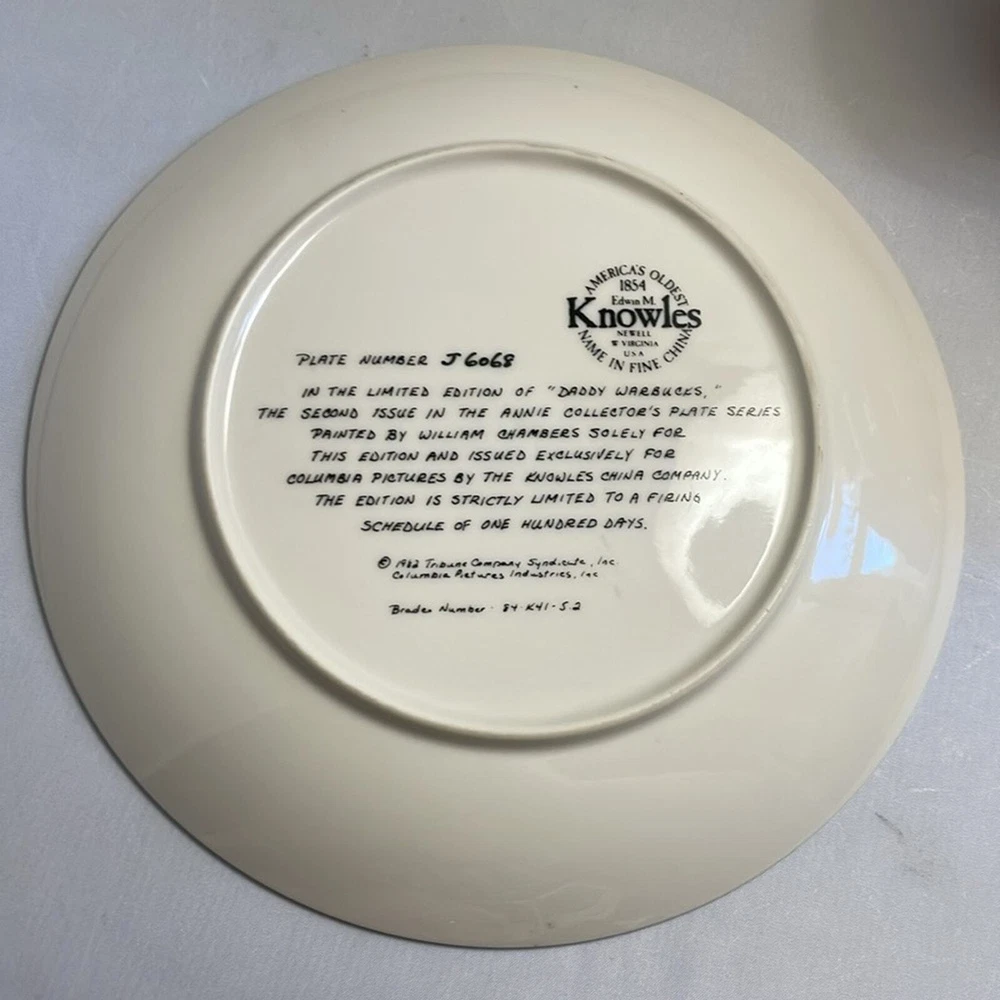 AMERICA'S OLDEST
1854
Edwin M.
Knowles
NEWELL
W VIRGINIA
USA
NAME IN FINE CHINA
PLATE NUMBER J6068
IN THE LIMITED EDITION OF "DADDY WARBUCKS,"
THE SECOND ISSUE IN THE ANNIE COLLECTOR'S PLATE SERIES
PAINTED BY WILLIAM CHAMBERS SOLELY FOR
THIS EDITION AND ISSUED EXCLUSIVELY FOR
COLUMBIA PICTURES BY THE KNOWLES CHINA COMPANY.
THE EDITION IS STRICTLY LIMITED TO A FIRING
SCHEDULE OF ONE HUNDRED DAYS.
© 1982 Tribune Company Syndicate, Inc.
Columbia Pictures Industries, Inc
Bradex Number · 84-K41-5.2